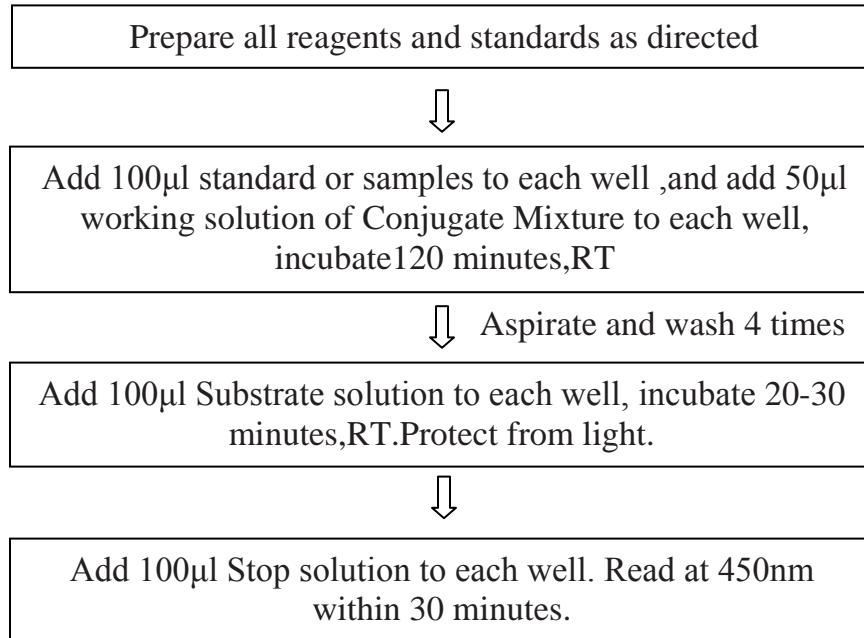 Prepare all reagents and standards as directed
Add 100μl standard or samples to each well ,and add 50μl
working solution of Conjugate Mixture to each well,
incubate120 minutes,RT
Aspirate and wash 4 times
Add 100μl Substrate solution to each well, incubate 20-30
minutes,RT.Protect from light.
Add 100μl Stop solution to each well. Read at 450nm
within 30 minutes.